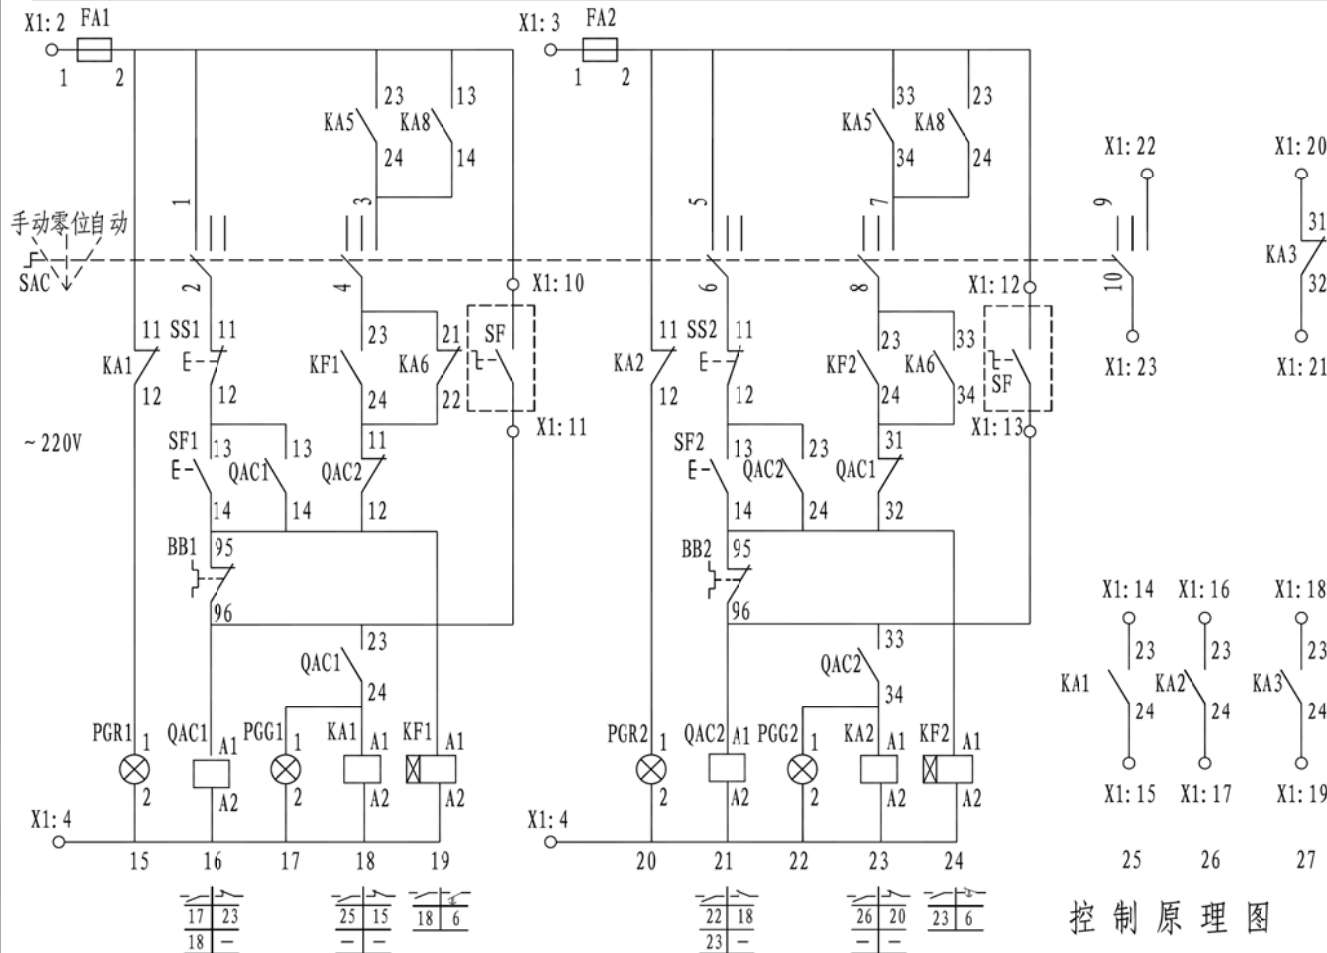 X1:2 FA1 X1:3 FA2
1 2 1 2
23 13 33 23
KA5 KA8 KA5 KA8
24 14 34 24
X1:22 X1:20
1 3 5 7 9
手动零位自动
31
KA3
SAC
2 4 X1:10 6 8 X1:12 10 32
11 SS1 11 23 21 SF 11 SS2 11 23 33
KA1 KF1 KA6 KA2 KF2 KA6 X1:23 X1:21
12 12 24 22 12 12 24 34 SF
X1:11 X1:13
~220V
SF1 13 13 11 SF2 13 23 31
QAC1 QAC2 QAC2 QAC1
14 14 12 14 24 32
BB1 95 BB2 95
96 96
X1:14 X1:16 X1:18
23 33 23 23 23
QAC1 QAC2 KA1 KA2 KA3
24 34 24 24 24
PGR1 QAC1 PGG1 KA1 KF1 PGR2 QAC2 PGG2 KA2 KF2
1 A1 1 A1 A1 1 A1 1 A1 A1
2 A2 2 A2 A2 2 A2 2 A2 A2
X1:15 X1:17 X1:19
X1:4 X1:4
15 16 17 18 19 20 21 22 23 24 25 26 27
17 23 25 15 18 6 22 18 26 20 23 6
18 — — — 23 — — —
控制原理图